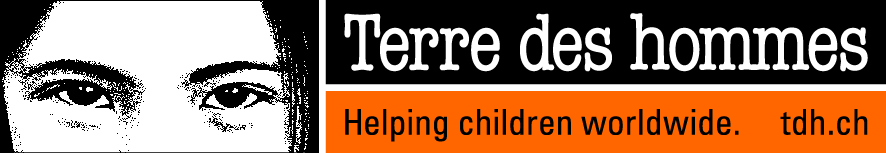 Terre des hommes
Helping children worldwide. tdh.ch